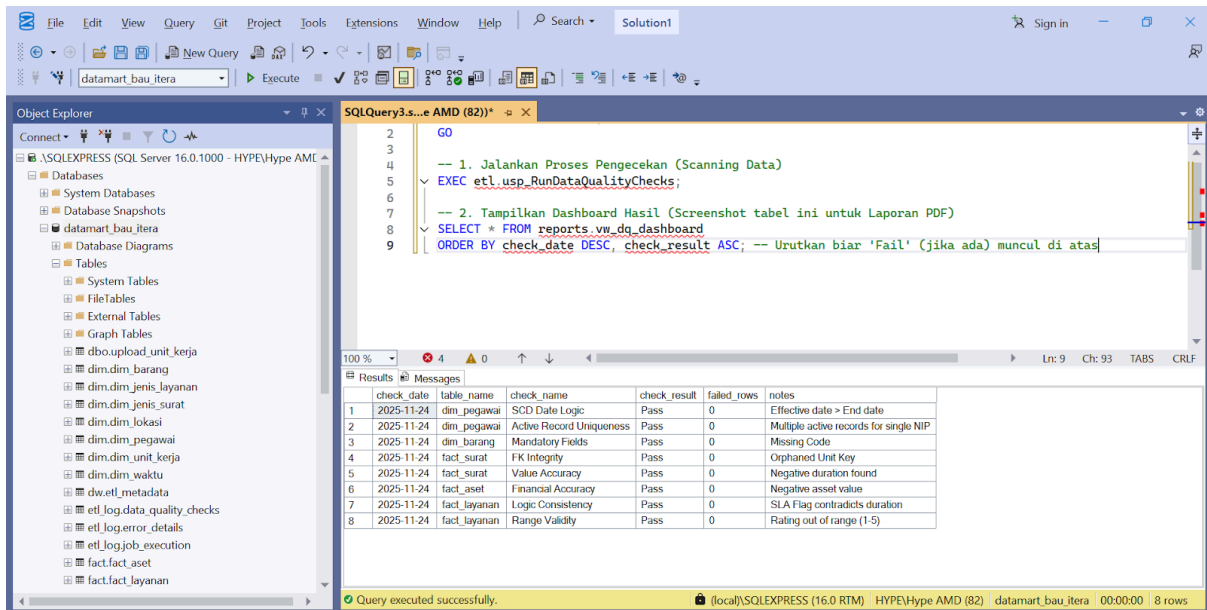 File Edit View Query Git Project Tools Extensions Window Help Search Solution1 Sign in
New Query DAX
datamart_bau_itera Execute
Object Explorer
Connect
.\SQLEXPRESS (SQL Server 16.0.1000 - HYPE\Hype AMD
Databases
System Databases
Database Snapshots
datamart_bau_itera
Database Diagrams
Tables
System Tables
FileTables
External Tables
Graph Tables
dbo.upload_unit_kerja
dim.dim_barang
dim.dim_jenis_layanan
dim.dim_jenis_surat
dim.dim_lokasi
dim.dim_pegawai
dim.dim_unit_kerja
dim.dim_waktu
dw.etl_metadata
etl_log.data_quality_checks
etl_log.error_details
etl_log.job_execution
fact.fact_aset
fact.fact_layanan
SQLQuery3.s...e AMD (82))*
2 GO
3
4 -- 1. Jalankan Proses Pengecekan (Scanning Data)
5 EXEC etl.usp_RunDataQualityChecks;
6
7 -- 2. Tampilkan Dashboard Hasil (Screenshot tabel ini untuk Laporan PDF)
8 SELECT * FROM reports.vw_dq_dashboard
9 ORDER BY check_date DESC, check_result ASC; -- Urutkan biar 'Fail' (jika ada) muncul di atas
100 % 4 0 Ln: 9 Ch: 93 TABS CRLF
Results Messages
check_date table_name check_name check_result failed_rows notes
1 2025-11-24 dim_pegawai SCD Date Logic Pass 0 Effective date > End date
2 2025-11-24 dim_pegawai Active Record Uniqueness Pass 0 Multiple active records for single NIP
3 2025-11-24 dim_barang Mandatory Fields Pass 0 Missing Code
4 2025-11-24 fact_surat FK Integrity Pass 0 Orphaned Unit Key
5 2025-11-24 fact_surat Value Accuracy Pass 0 Negative duration found
6 2025-11-24 fact_aset Financial Accuracy Pass 0 Negative asset value
7 2025-11-24 fact_layanan Logic Consistency Pass 0 SLA Flag contradicts duration
8 2025-11-24 fact_layanan Range Validity Pass 0 Rating out of range (1-5)
Query executed successfully. (local)\SQLEXPRESS (16.0 RTM) HYPE\Hype AMD (82) datamart_bau_itera 00:00:00 8 rows